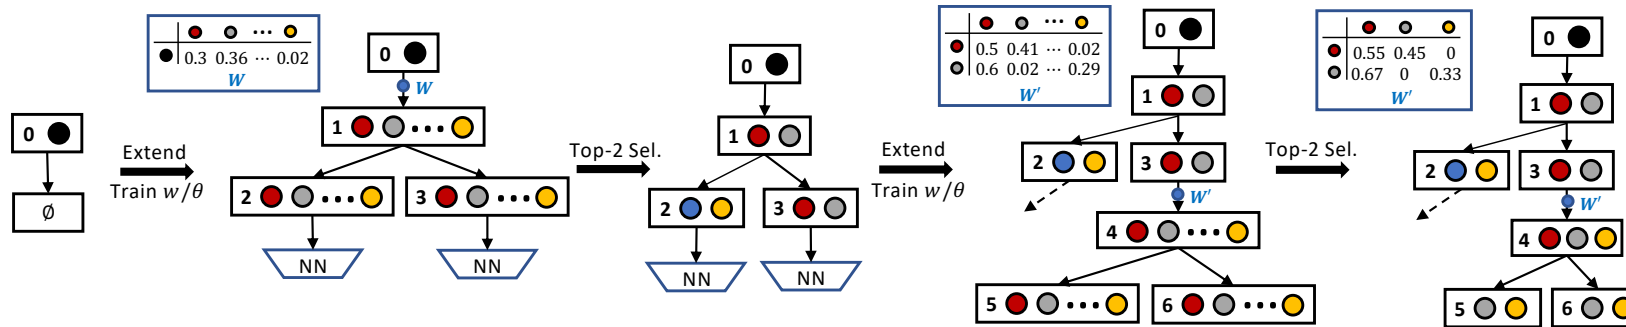 0
∅
Extend
Train w/θ
0.3 0.36 ··· 0.02
W
0
W
1 ···
2 ···
3 ···
NN
NN
Top-2 Sel.
0
1
2
3
NN
NN
Extend
Train w/θ
···
0.5 0.41 ··· 0.02
0.6 0.02 ··· 0.29
W′
0
1
2
3
W′
4 ···
5 ···
6 ···
Top-2 Sel.
0.55 0.45 0
0.67 0 0.33
W′
0
1
2
3
W′
4
5
6